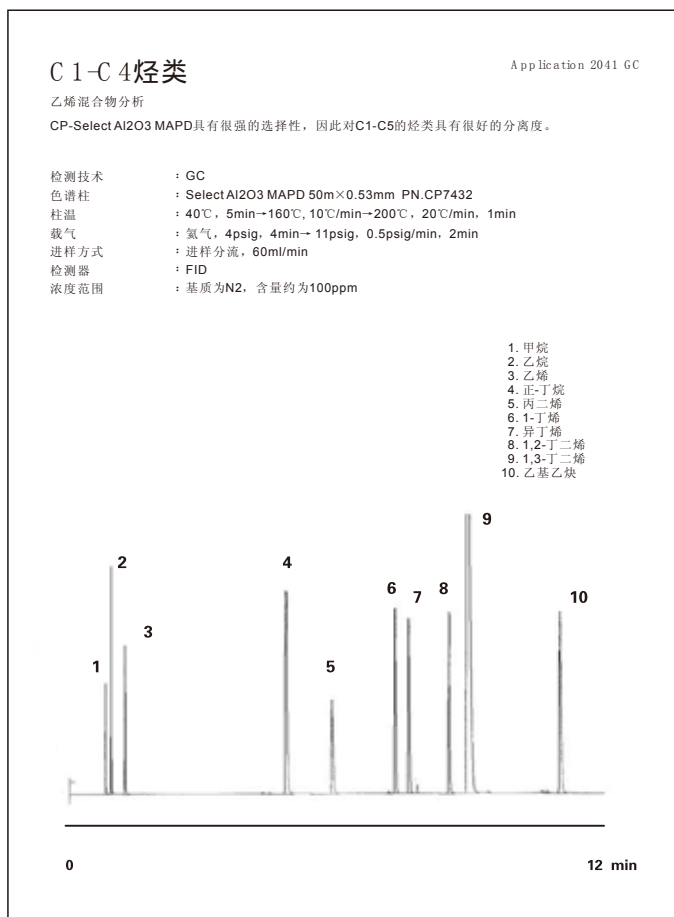 C1-C4烃类
Application 2041 GC
乙烯混合物分析
CP-Select Al2O3 MAPD具有很强的选择性，因此对C1-C5的烃类具有很好的分离度。
检测技术 : GC
色谱柱 : Select Al2O3 MAPD 50m×0.53mm PN.CP7432
柱温 : 40℃，5min→160℃, 10℃/min→200℃，20℃/min，1min
载气 : 氦气，4psig，4min→ 11psig，0.5psig/min，2min
进样方式 : 进样分流，60ml/min
检测器 : FID
浓度范围 : 基质为N2，含量约为100ppm
1. 甲烷
2. 乙烷
3. 乙烯
4. 正-丁烷
5. 丙二烯
6. 1-丁烯
7. 异丁烯
8. 1,2-丁二烯
9. 1,3-丁二烯
10. 乙基乙炔
9
2
4
6
7
8
10
3
1
5
0
12 min